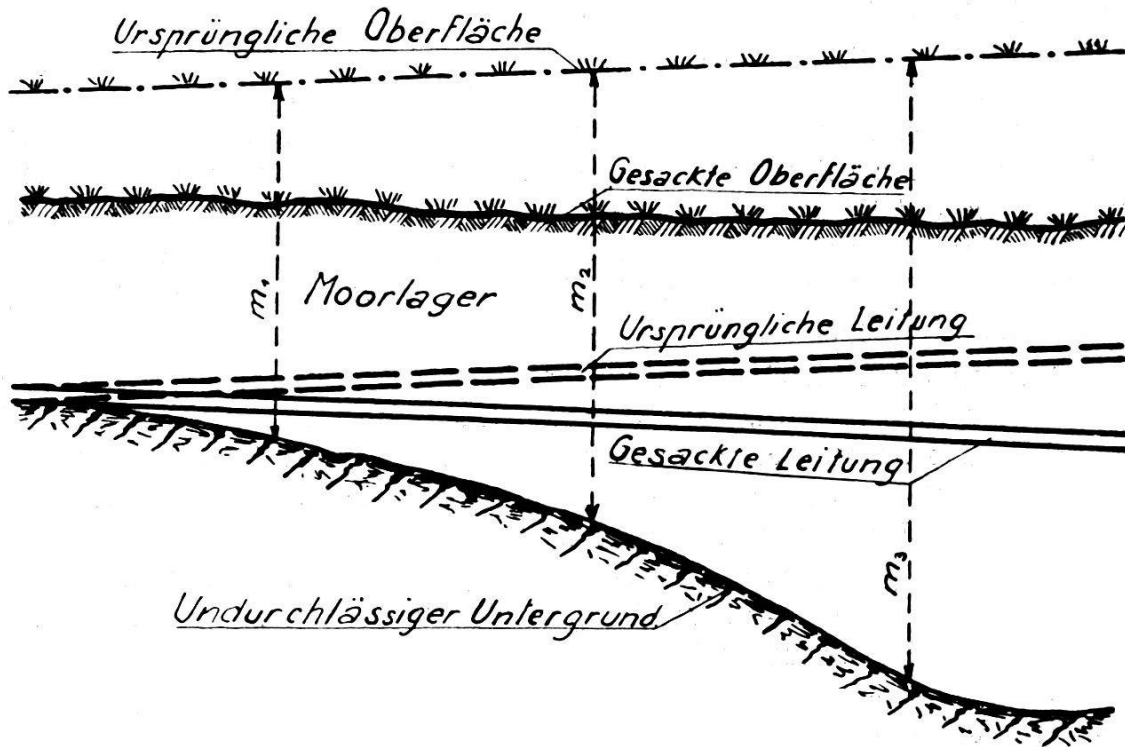 Ursprüngliche Oberfläche
Gesackte Oberfläche
m₁
Moorlager
m₂
Ursprüngliche Leitung
Gesackte Leitung
m₃
Undurchlässiger Untergrund